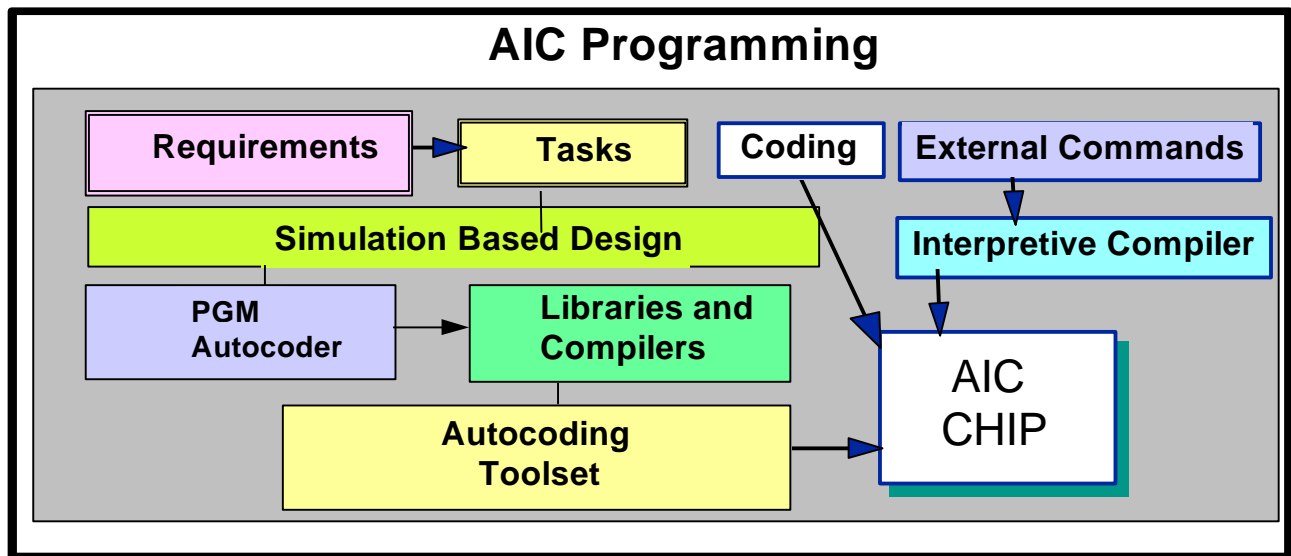 AIC Programming
Requirements
Tasks
Coding
External Commands
Simulation Based Design
Interpretive Compiler
PGM
Autocoder
Libraries and
Compilers
AIC
CHIP
Autocoding
Toolset